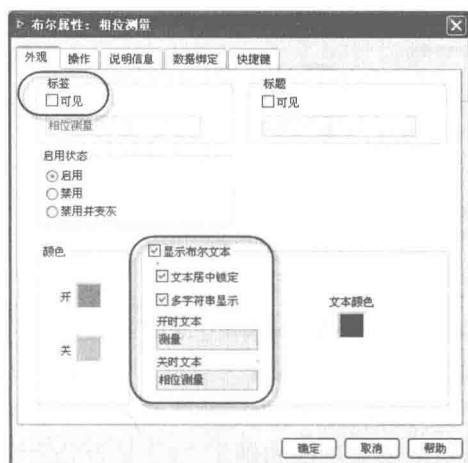 布尔属性：相位测量
外观 操作 说明信息 数据绑定 快捷键
标签
可见
相位测量
标题
可见
启用状态
启用
禁用
禁用并变灰
颜色
开
关
显示布尔文本
文本居中锁定
多字符串显示
开时文本
测量
关时文本
相位测量
文本颜色
确定 取消 帮助